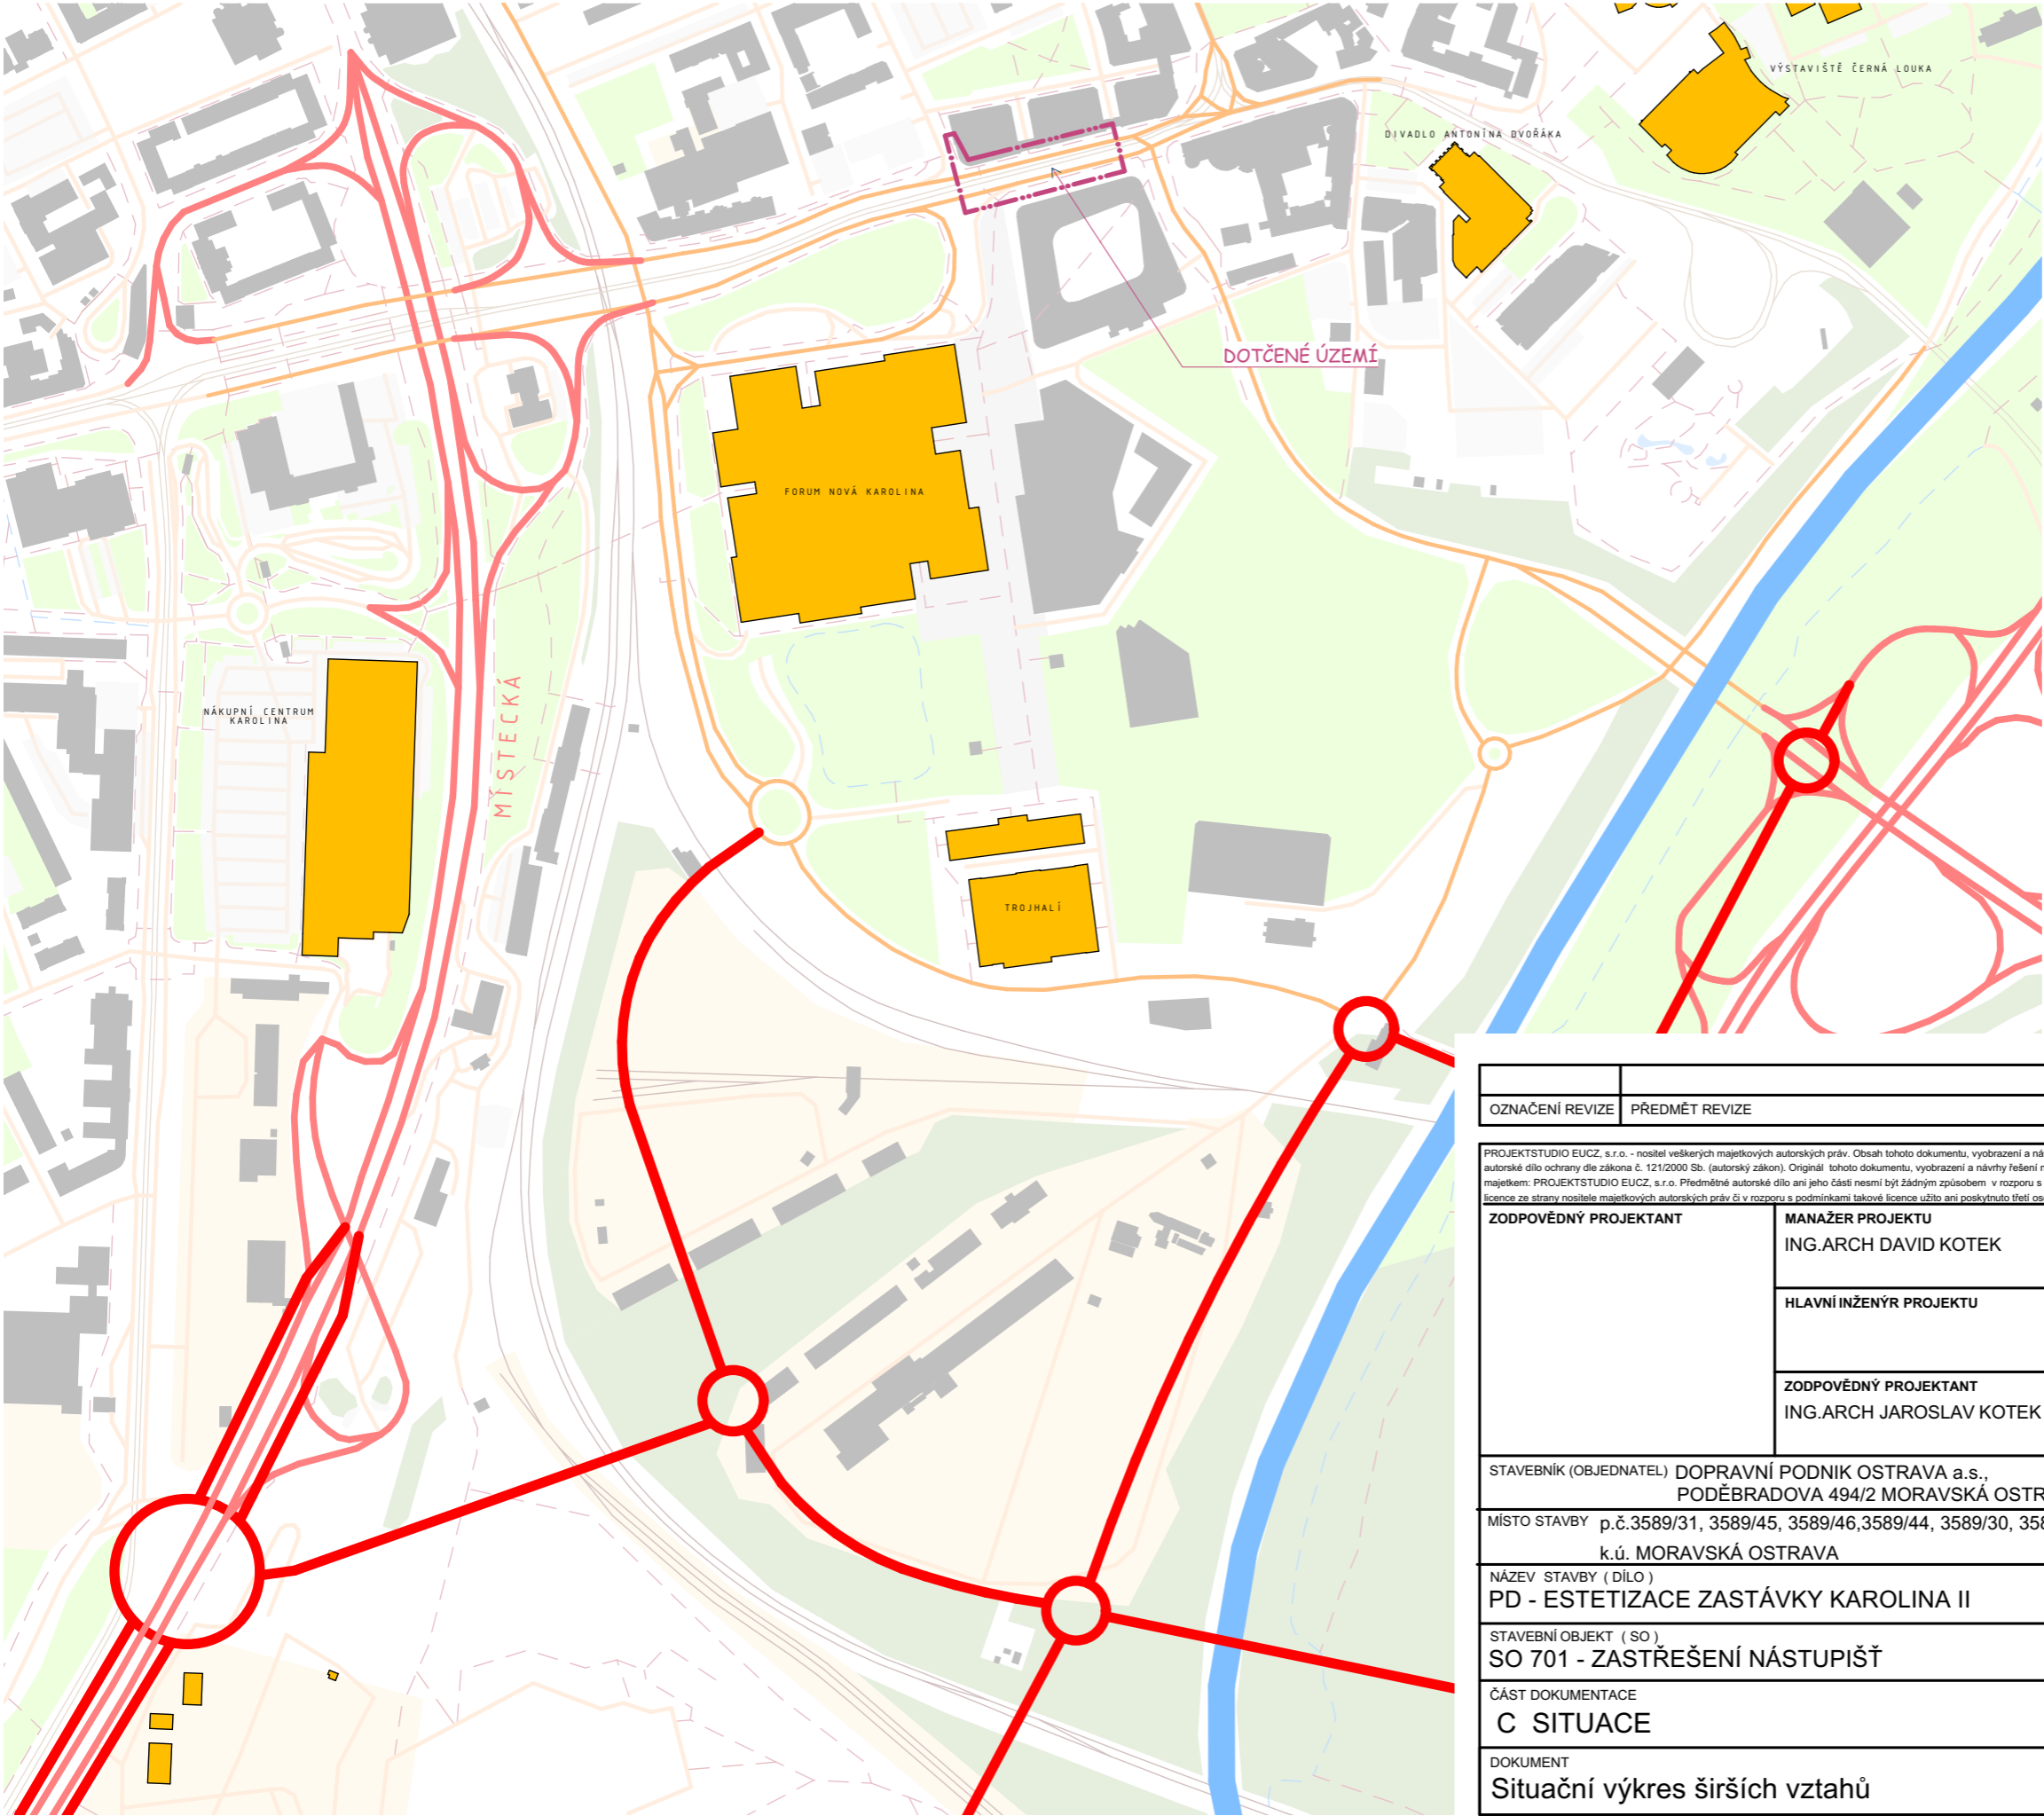 VÝSTAVIŠTĚ ČERNÁ LOUKA
DIVADLO ANTONÍNA DVOŘÁKA
DOTČENÉ ÚZEMÍ
FORUM NOVÁ KAROLINA
NÁKUPNÍ CENTRUM
KAROLINA
MÍSTECKÁ
TROJHALÍ
OZNAČENÍ REVIZE
PŘEDMĚT REVIZE
PROJEKTSTUDIO EUCZ, s.r.o. - nositel veškerých majetkových autorských práv. Obsah tohoto dokumentu, vyobrazení a ná
autorské dílo ochrany dle zákona č. 121/2000 Sb. (autorský zákon). Originál tohoto dokumentu, vyobrazení a návrhy řešení
majetkem: PROJEKTSTUDIO EUCZ, s.r.o. Předmětné autorské dílo ani jeho části nesmí být žádným způsobem v rozporu s
licence ze strany nositele majetkových autorských práv či v rozporu s podmínkami takové licence užito ani poskytnuto třetí
ZODPOVĚDNÝ PROJEKTANT
MANAŽER PROJEKTU
ING.ARCH DAVID KOTEK
HLAVNÍ INŽENÝR PROJEKTU
ZODPOVĚDNÝ PROJEKTANT
ING.ARCH JAROSLAV KOTEK
STAVEBNÍK (OBJEDNATEL) DOPRAVNÍ PODNIK OSTRAVA a.s.,
PODĚBRADOVA 494/2 MORAVSKÁ OSTR
MÍSTO STAVBY p.č.3589/31, 3589/45, 3589/46,3589/44, 3589/30, 358
k.ú. MORAVSKÁ OSTRAVA
NÁZEV STAVBY ( DÍLO )
PD - ESTETIZACE ZASTÁVKY KAROLINA II
STAVEBNÍ OBJEKT ( SO )
SO 701 - ZASTŘEŠENÍ NÁSTUPIŠŤ
ČÁST DOKUMENTACE
C SITUACE
DOKUMENT
Situační výkres širších vztahů